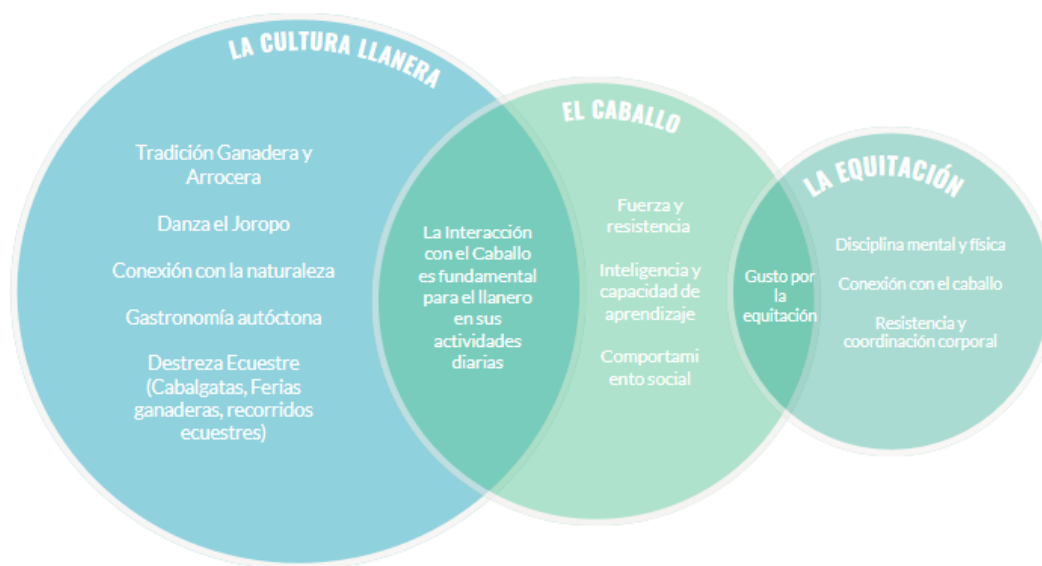 LA CULTURA LLANERA
Tradición Ganadera y
Arrocera
Danza el Joropo
Conexión con la naturaleza
Gastronomía autóctona
Destreza Ecuestre
(Cabalgatas, Ferias
ganaderas, recorridos
ecuestres)
La Interacción
con el Caballo
es fundamental
para el llanero
en sus
actividades
diarias
EL CABALLO
Fuerza y
resistencia
Inteligencia y
capacidad de
aprendizaje
Comportami
ento social
Gusto por
la
equitación
LA EQUITACIÓN
Disciplina mental y física
Conexión con el caballo
Resistencia y
coordinación corporal